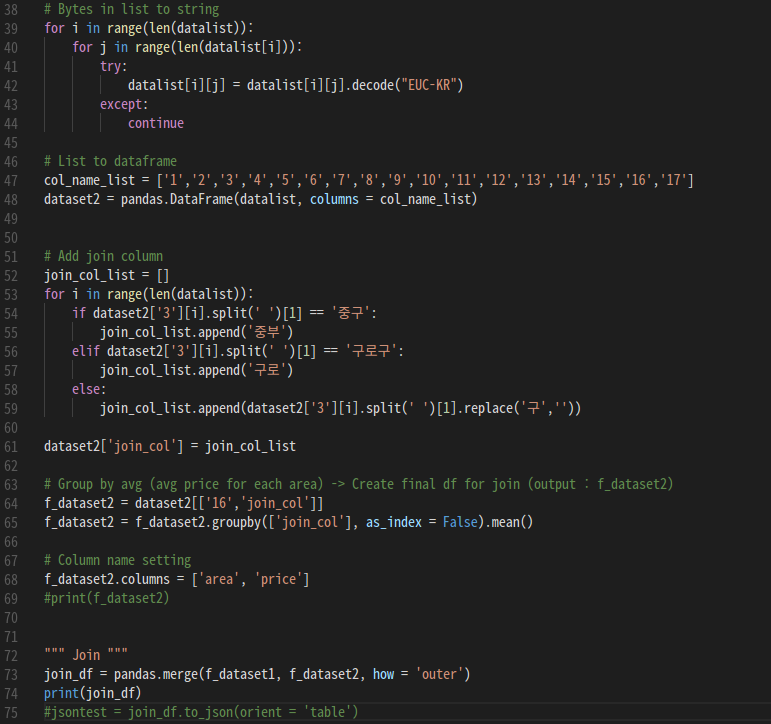 38 # Bytes in list to string
39 for i in range(len(datalist)):
40     for j in range(len(datalist[i])):
41         try:
42             datalist[i][j] = datalist[i][j].decode("EUC-KR")
43         except:
44             continue
45
46 # List to dataframe
47 col_name_list = ['1','2','3','4','5','6','7','8','9','10','11','12','13','14','15','16','17']
48 dataset2 = pandas.DataFrame(datalist, columns = col_name_list)
49
50
51 # Add join column
52 join_col_list = []
53 for i in range(len(datalist)):
54     if dataset2['3'][i].split(' ')[1] == '중구':
55         join_col_list.append('중부')
56     elif dataset2['3'][i].split(' ')[1] == '구로구':
57         join_col_list.append('구로')
58     else:
59         join_col_list.append(dataset2['3'][i].split(' ')[1].replace('구',''))
60
61 dataset2['join_col'] = join_col_list
62
63 # Group by avg (avg price for each area) -> Create final df for join (output : f_dataset2)
64 f_dataset2 = dataset2[['16','join_col']]
65 f_dataset2 = f_dataset2.groupby(['join_col'], as_index = False).mean()
66
67 # Column name setting
68 f_dataset2.columns = ['area', 'price']
69 #print(f_dataset2)
70
71
72 """ Join """
73 join_df = pandas.merge(f_dataset1, f_dataset2, how = 'outer')
74 print(join_df)
75 #jsontest = join_df.to_json(orient = 'table')